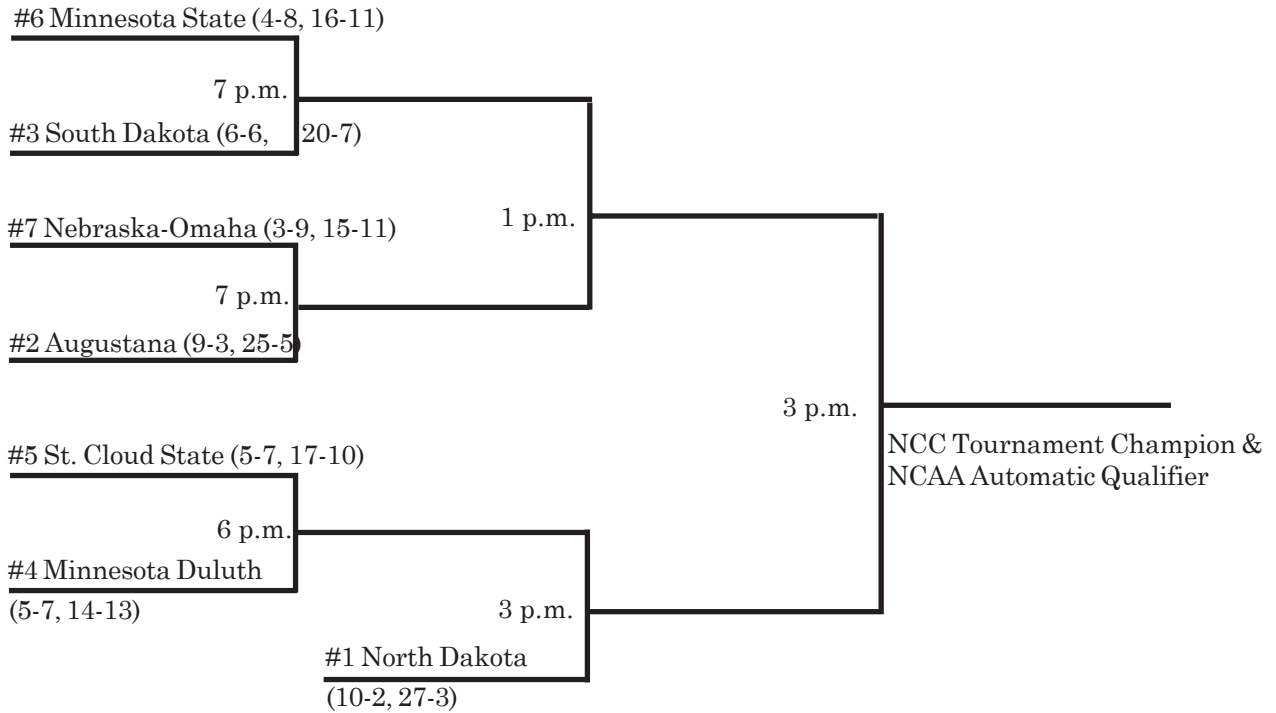 #6 Minnesota State (4-8, 16-11)
7 p.m.
#3 South Dakota (6-6, 20-7)
#7 Nebraska-Omaha (3-9, 15-11)
1 p.m.
7 p.m.
#2 Augustana (9-3, 25-5)
3 p.m.
NCC Tournament Champion &
NCAA Automatic Qualifier
#5 St. Cloud State (5-7, 17-10)
6 p.m.
#4 Minnesota Duluth
(5-7, 14-13)
3 p.m.
#1 North Dakota
(10-2, 27-3)